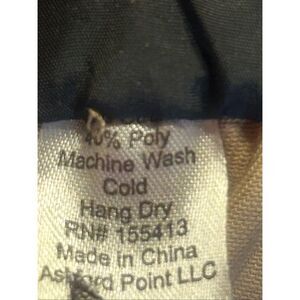 40% Poly
Machine Wash
Cold
Hang Dry
RN# 155413
Made in China
Ashford Point LLC